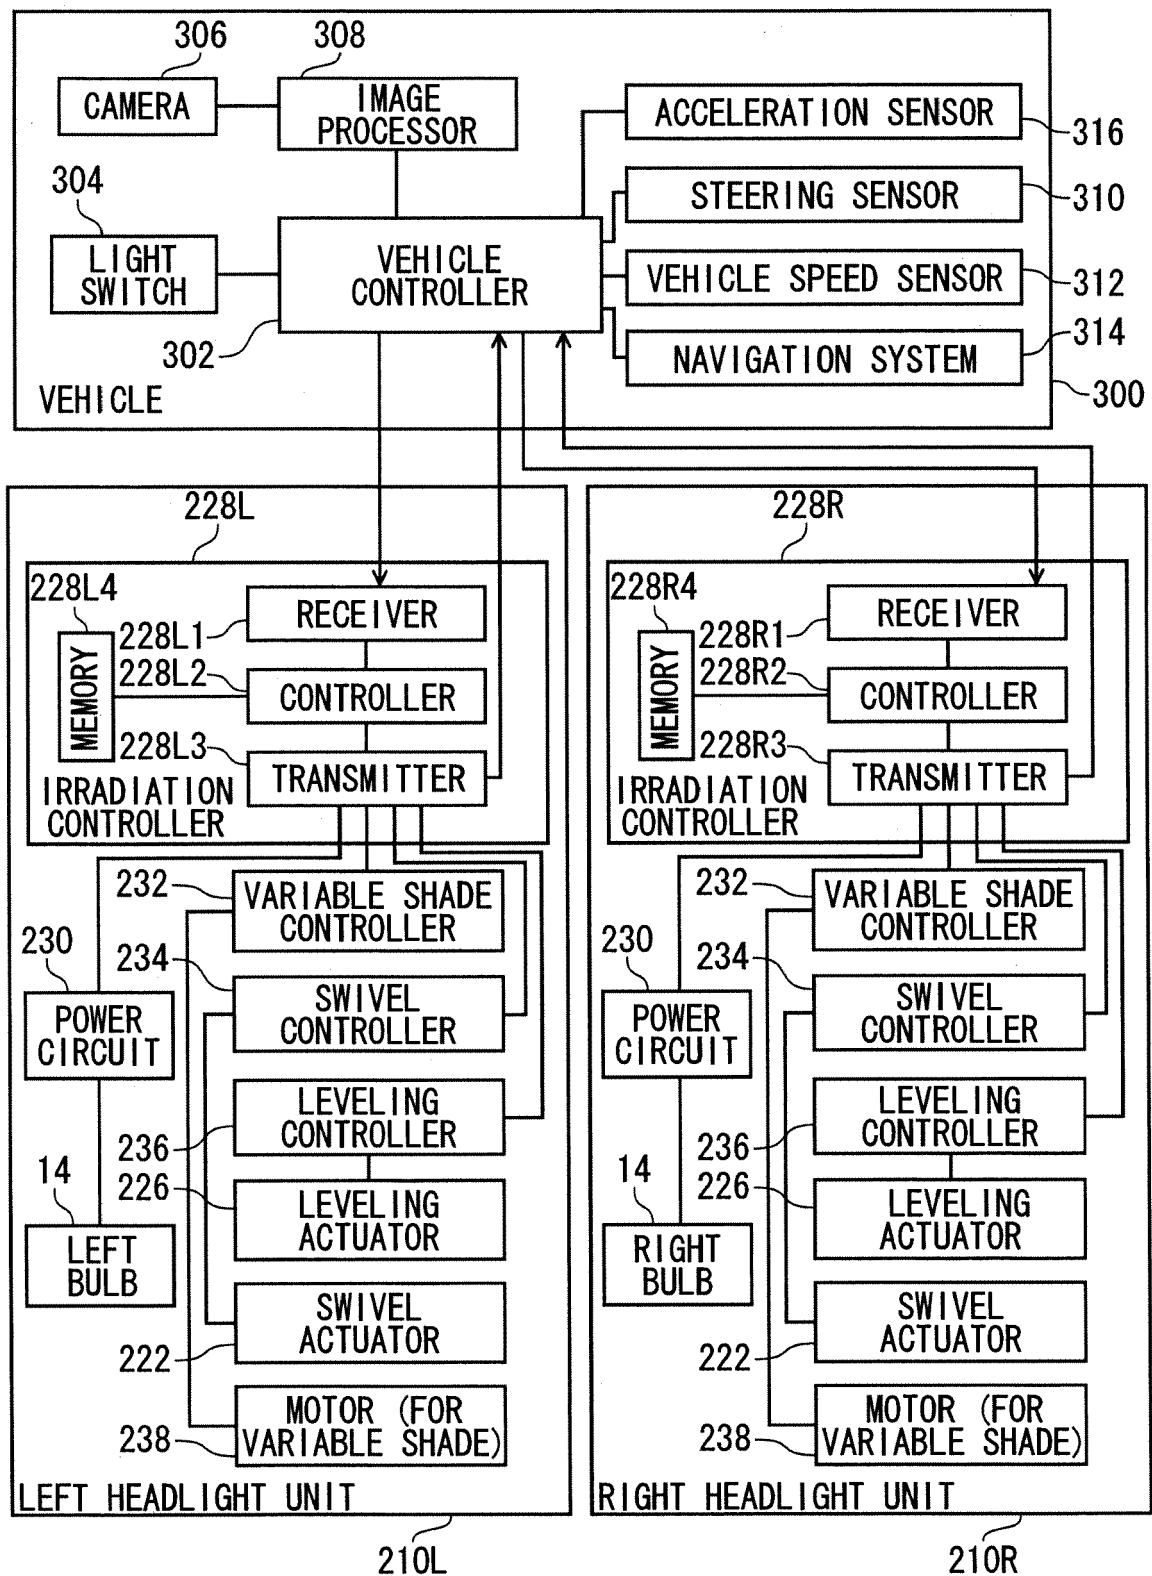 306
308
CAMERA
IMAGE
PROCESSOR
ACCELERATION SENSOR
316
304
STEERING SENSOR
310
LIGHT
SWITCH
VEHICLE
CONTROLLER
VEHICLE SPEED SENSOR
312
302
NAVIGATION SYSTEM
314
VEHICLE
300
228L
228L4
RECEIVER
228L1
MEMORY
228L2
CONTROLLER
228L3
TRANSMITTER
IRRADIATION
CONTROLLER
232
VARIABLE SHADE
CONTROLLER
230
234
POWER
CIRCUIT
SWIVEL
CONTROLLER
LEVELING
CONTROLLER
236
14
226
LEFT
BULB
LEVELING
ACTUATOR
SWIVEL
ACTUATOR
222
MOTOR (FOR
VARIABLE SHADE)
238
LEFT HEADLIGHT UNIT
210L
228R
228R4
RECEIVER
228R1
MEMORY
228R2
CONTROLLER
228R3
TRANSMITTER
IRRADIATION
CONTROLLER
232
VARIABLE SHADE
CONTROLLER
230
234
POWER
CIRCUIT
SWIVEL
CONTROLLER
LEVELING
CONTROLLER
236
14
226
RIGHT
BULB
LEVELING
ACTUATOR
SWIVEL
ACTUATOR
222
MOTOR (FOR
VARIABLE SHADE)
238
RIGHT HEADLIGHT UNIT
210R